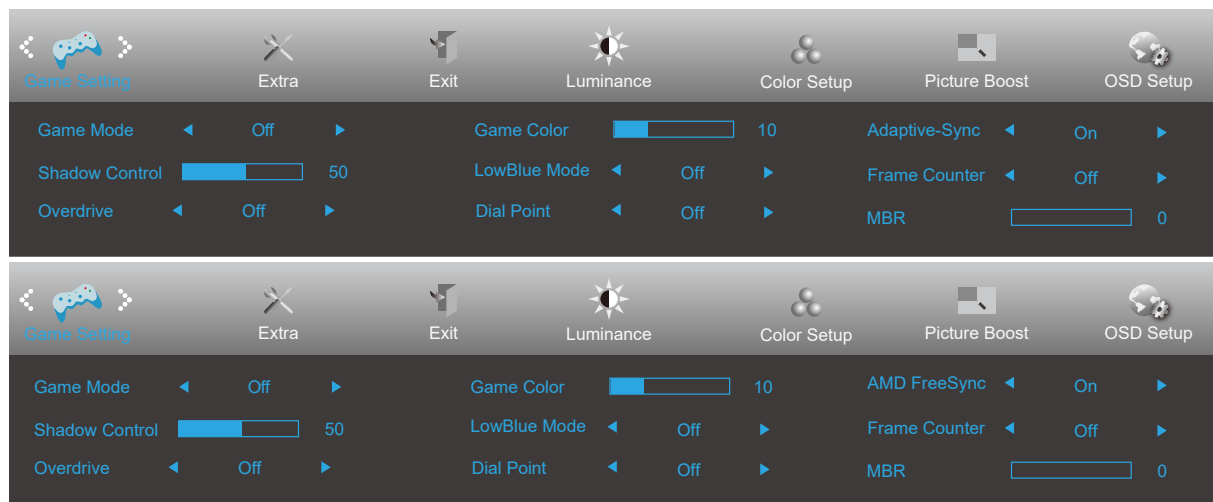 Game Setting Extra Exit Luminance Color Setup Picture Boost OSD Setup
Game Mode Off Game Color 10 Adaptive-Sync On
Shadow Control 50 LowBlue Mode Off Frame Counter Off
Overdrive Off Dial Point Off MBR 0
Game Setting Extra Exit Luminance Color Setup Picture Boost OSD Setup
Game Mode Off Game Color 10 AMD FreeSync On
Shadow Control 50 LowBlue Mode Off Frame Counter Off
Overdrive Off Dial Point Off MBR 0